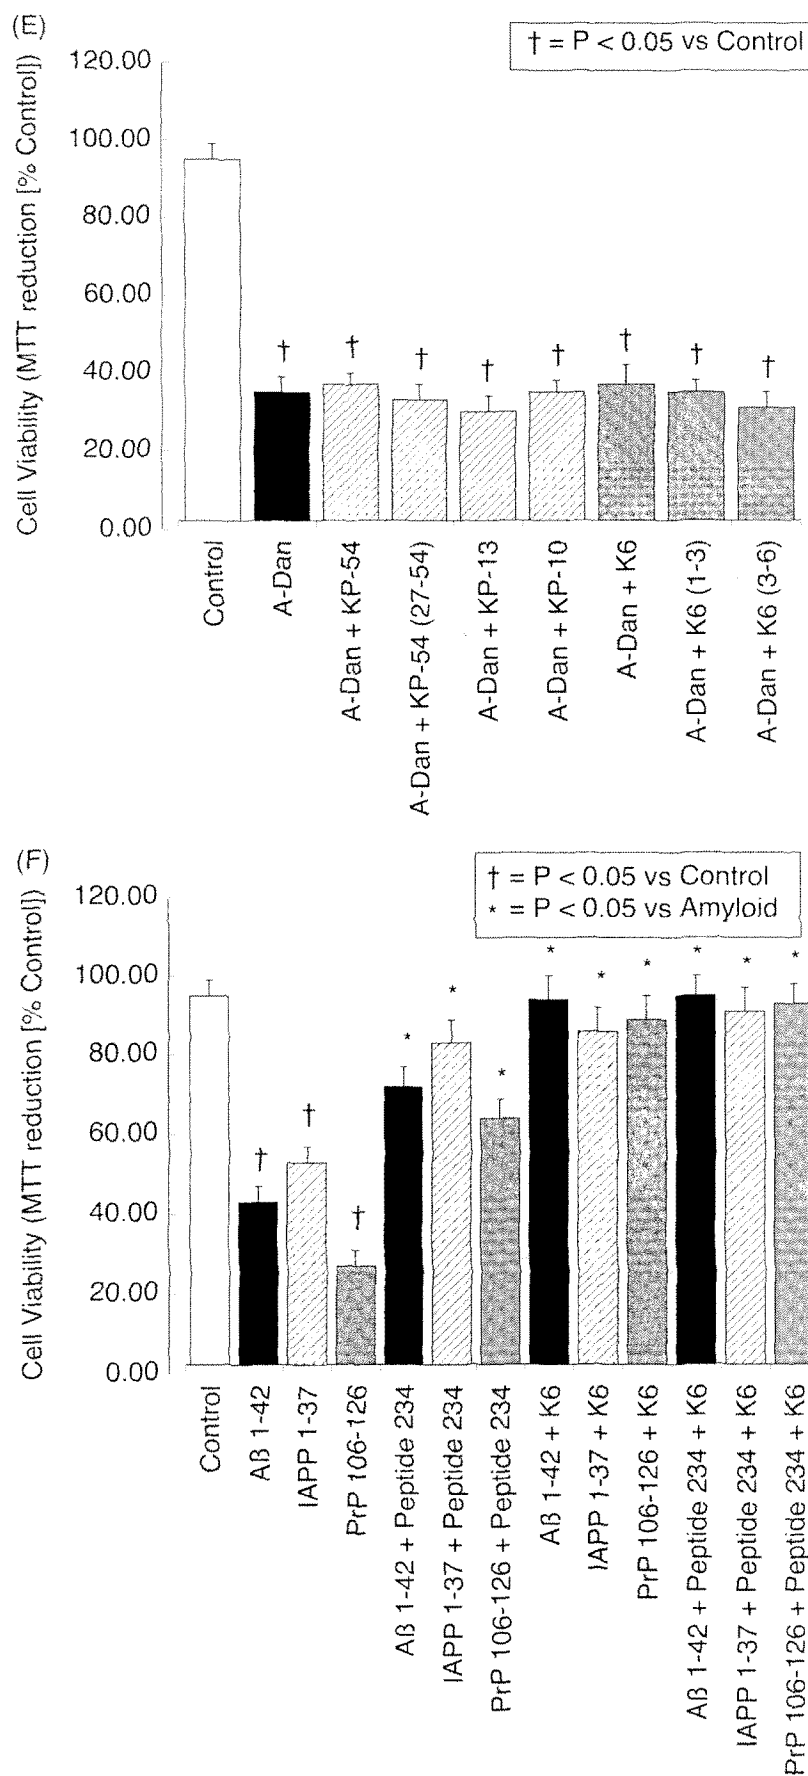 (E)
† = P < 0.05 vs Control
Cell Viability (MTT reduction [% Control])
120.00
100.00
80.00
60.00
40.00
20.00
0.00
† † † † † † † †
Control
A-Dan
A-Dan + KP-54
A-Dan + KP-54 (27-54)
A-Dan + KP-13
A-Dan + KP-10
A-Dan + K6
A-Dan + K6 (1-3)
A-Dan + K6 (3-6)
(F)
† = P < 0.05 vs Control
* = P < 0.05 vs Amyloid
Cell Viability (MTT reduction [% Control])
120.00
100.00
80.00
60.00
40.00
20.00
0.00
† † † * * * * * * * * *
Control
Aß 1-42
IAPP 1-37
PrP 106-126
Aß 1-42 + Peptide 234
IAPP 1-37 + Peptide 234
PrP 106-126 + Peptide 234
Aß 1-42 + K6
IAPP 1-37 + K6
PrP 106-126 + K6
Aß 1-42 + Peptide 234 + K6
IAPP 1-37 + Peptide 234 + K6
PrP 106-126 + Peptide 234 + K6